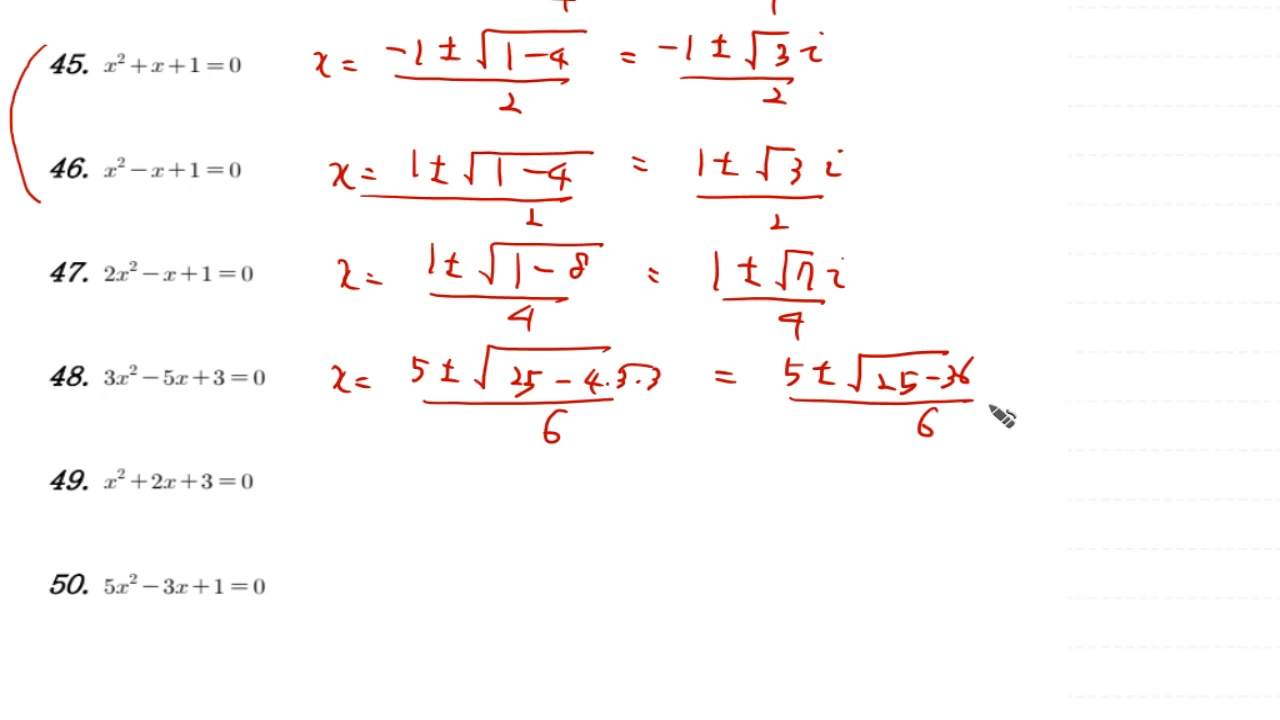 45. x²+x+1=0 x= (-1±√(1-4))/2 = (-1±√3 i)/2
46. x²-x+1=0 x= (1±√(1-4))/2 = (1±√3 i)/2
47. 2x²-x+1=0 x= (1±√(1-8))/4 = (1±√7 i)/4
48. 3x²-5x+3=0 x= (5±√(25-4·3·3))/6 = (5±√(25-36))/6
49. x²+2x+3=0
50. 5x²-3x+1=0